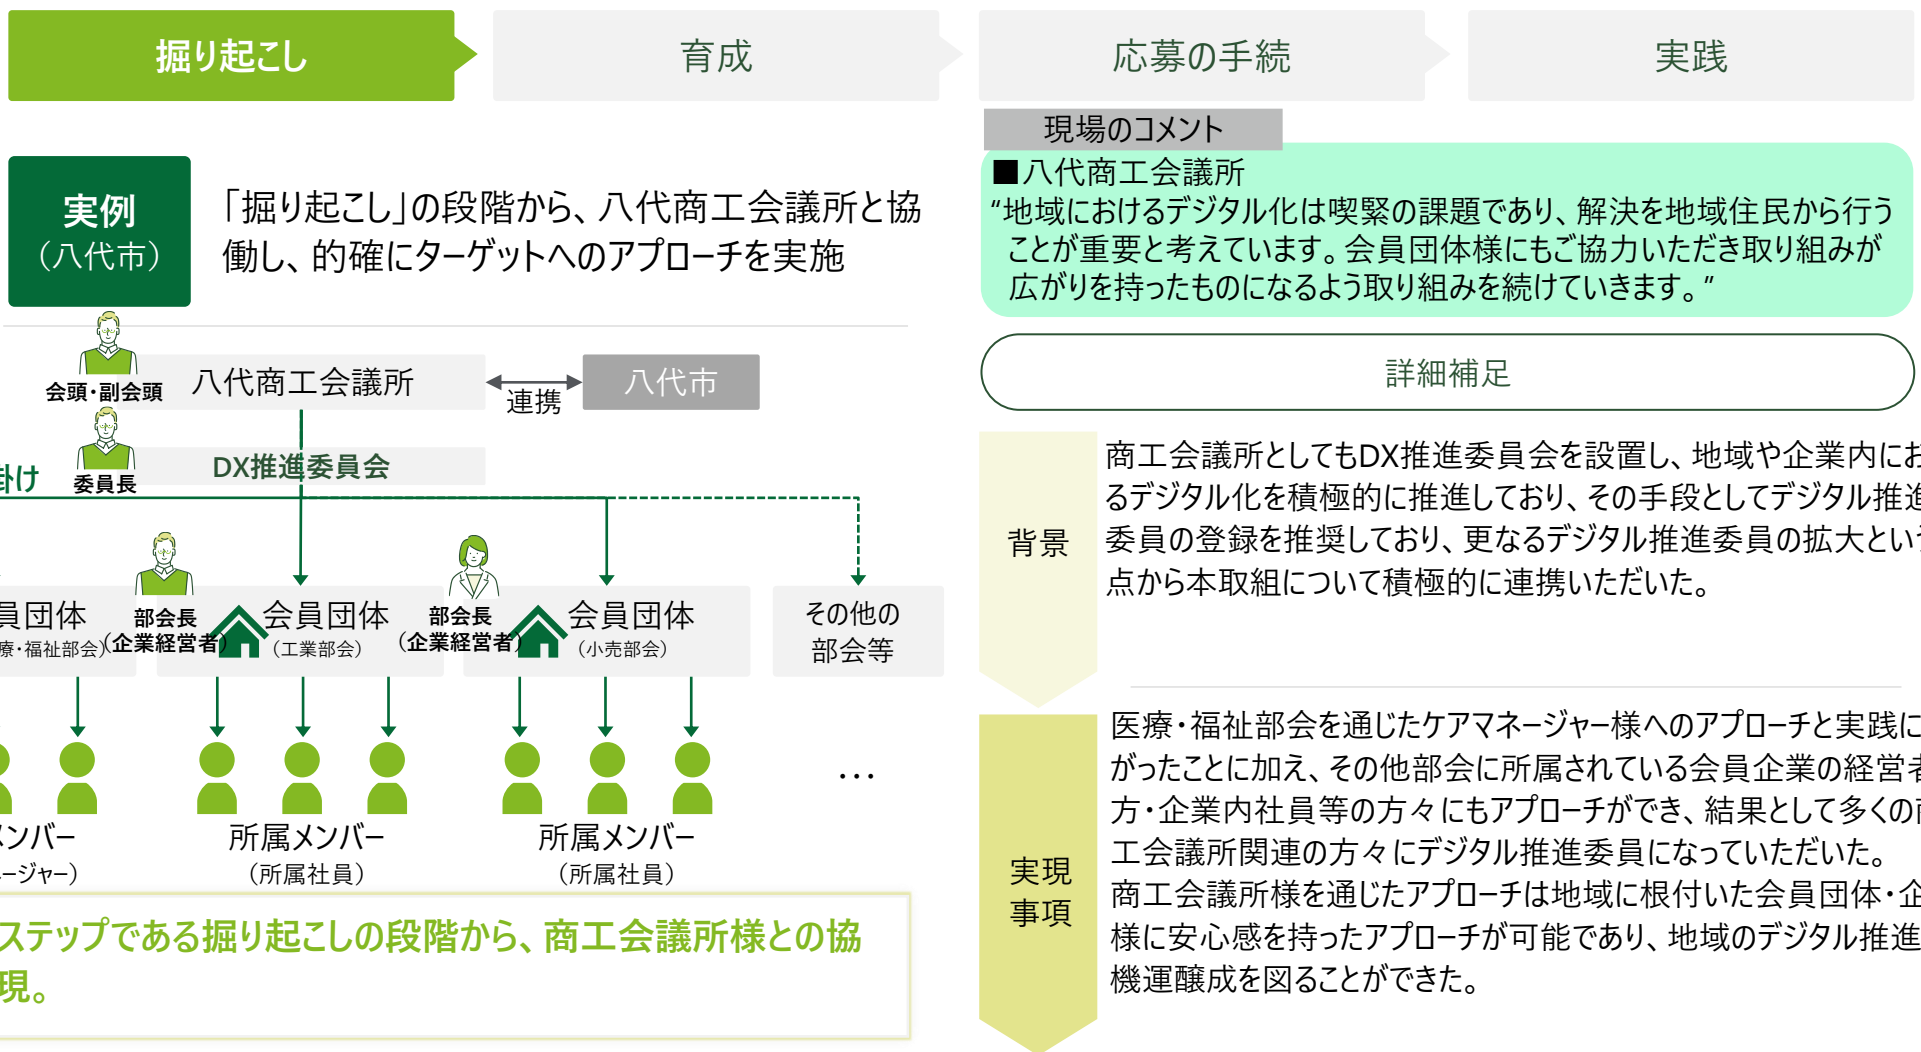 掘り起こし
育成
応募の手続
実践
実例
（八代市）
「掘り起こし」の段階から、八代商工会議所と協
働し、的確にターゲットへのアプローチを実施
会頭・副会頭
八代商工会議所
連携
八代市
委員長
DX推進委員会
掛け
員団体
療・福祉部会）
部会長
（企業経営者）
会員団体
（工業部会）
部会長
（企業経営者）
会員団体
（小売部会）
その他の
部会等
メンバー
ージャー）
所属メンバー
（所属社員）
所属メンバー
（所属社員）
…
ステップである掘り起こしの段階から、商工会議所様との協
現。
現場のコメント
■八代商工会議所
“地域におけるデジタル化は喫緊の課題であり、解決を地域住民から行う
ことが重要と考えています。会員団体様にもご協力いただき取り組みが
広がりを持ったものになるよう取り組みを続けていきます。”
詳細補足
背景
商工会議所としてもDX推進委員会を設置し、地域や企業内にお
るデジタル化を積極的に推進しており、その手段としてデジタル推進
委員の登録を推奨しており、更なるデジタル推進委員の拡大という
点から本取組について積極的に連携いただいた。
実現
事項
医療・福祉部会を通じたケアマネージャー様へのアプローチと実践に
がったことに加え、その他部会に所属されている会員企業の経営者
方・企業内社員等の方々にもアプローチができ、結果として多くの商
工会議所関連の方々にデジタル推進委員になっていただいた。
商工会議所様を通じたアプローチは地域に根付いた会員団体・企
様に安心感を持ったアプローチが可能であり、地域のデジタル推進
機運醸成を図ることができた。